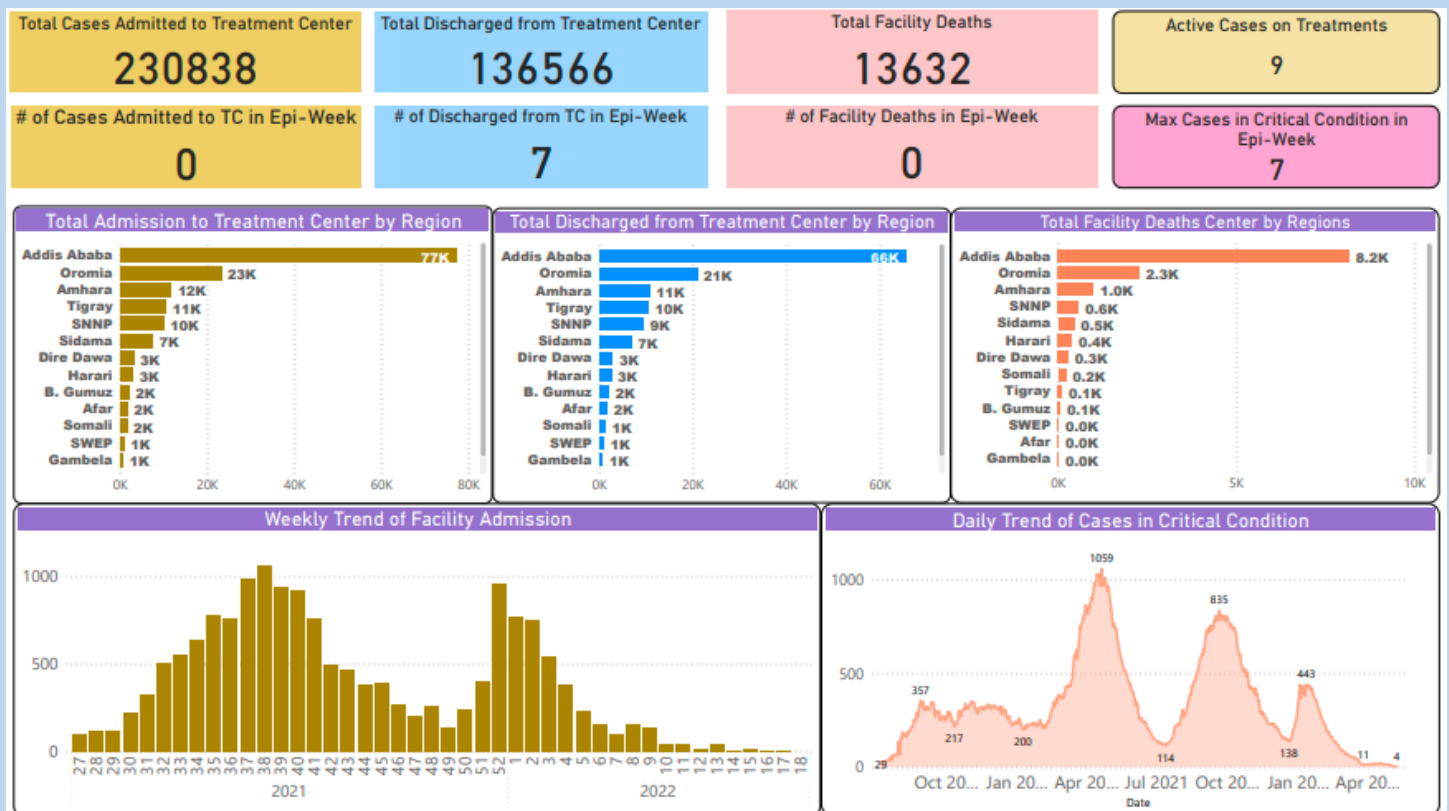 Total Cases Admitted to Treatment Center
230838
Total Discharged from Treatment Center
136566
Total Facility Deaths
13632
Active Cases on Treatments
9
# of Cases Admitted to TC in Epi-Week
0
# of Discharged from TC in Epi-Week
7
# of Facility Deaths in Epi-Week
0
Max Cases in Critical Condition in
Epi-Week
7
Total Admission to Treatment Center by Region
Addis Ababa 77K
Oromia 23K
Amhara 12K
Tigray 11K
SNNP 10K
Sidama 7K
Dire Dawa 3K
Harari 3K
B. Gumuz 2K
Afar 2K
Somali 2K
SWEP 1K
Gambela 1K
0K 20K 40K 60K 80K
Total Discharged from Treatment Center by Region
Addis Ababa 66K
Oromia 21K
Amhara 11K
Tigray 10K
SNNP 9K
Sidama 7K
Dire Dawa 3K
Harari 3K
B. Gumuz 2K
Afar 2K
Somali 1K
SWEP 1K
Gambela 1K
0K 20K 40K 60K
Total Facility Deaths Center by Regions
Addis Ababa 8.2K
Oromia 2.3K
Amhara 1.0K
SNNP 0.6K
Sidama 0.5K
Harari 0.4K
Dire Dawa 0.3K
Somali 0.2K
Tigray 0.1K
B. Gumuz 0.1K
SWEP 0.0K
Afar 0.0K
Gambela 0.0K
0K 5K 10K
Weekly Trend of Facility Admission
1000
500
0
27 28 29 30 31 32 33 34 35 36 37 38 39 40 41 42 43 44 45 46 47 48 49 50 51 52 1 2 3 4 5 6 7 8 9 10 11 12 13 14 15 16 17 18
2021 2022
Daily Trend of Cases in Critical Condition
1059
1000
835
500
443
357
217
200
114
138
11
4
0 29
Oct 20... Jan 20... Apr 20... Jul 2021 Oct 20... Jan 20... Apr 20...
Date